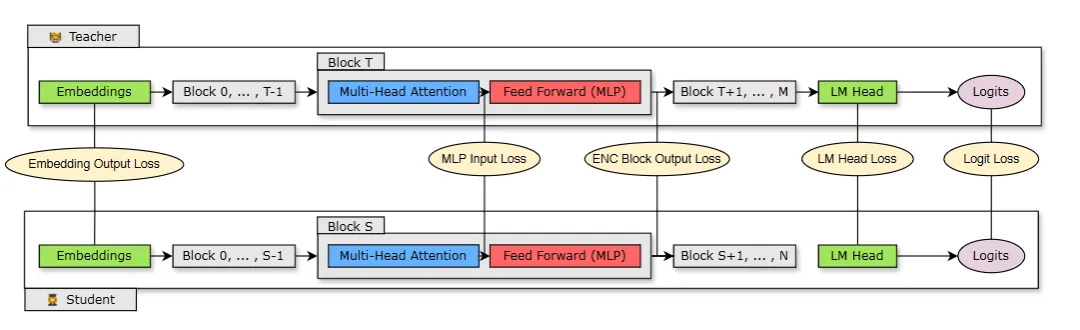 Teacher
Block T
Embeddings
Block 0, ... , T-1
Multi-Head Attention
Feed Forward (MLP)
Block T+1, ... , M
LM Head
Logits
Embedding Output Loss
MLP Input Loss
ENC Block Output Loss
LM Head Loss
Logit Loss
Block S
Embeddings
Block 0, ... , S-1
Multi-Head Attention
Feed Forward (MLP)
Block S+1, ... , N
LM Head
Logits
Student